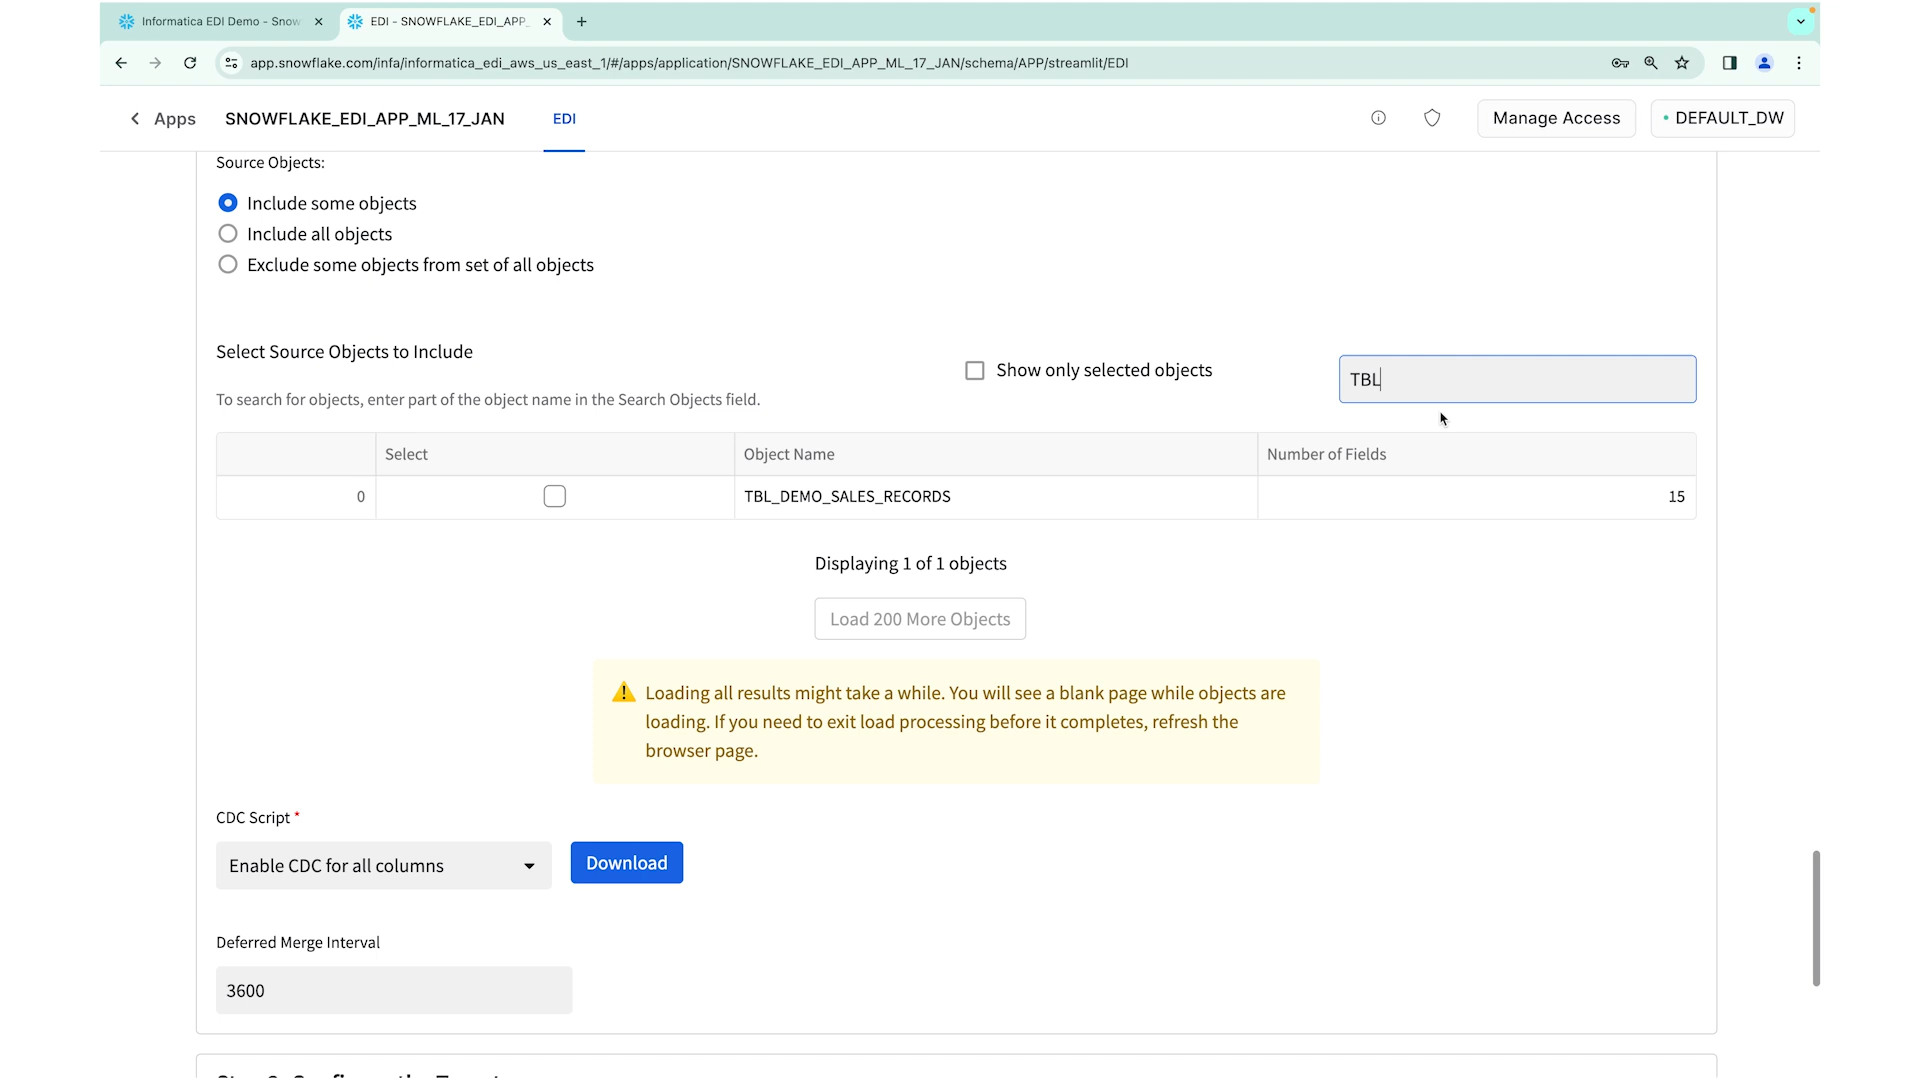 Informatica EDI Demo - Snow
EDI - SNOWFLAKE_EDI_APP_
app.snowflake.com/infa/informatica_edi_aws_us_east_1/#/apps/application/SNOWFLAKE_EDI_APP_ML_17_JAN/schema/APP/streamlit/EDI
Apps SNOWFLAKE_EDI_APP_ML_17_JAN EDI Manage Access DEFAULT_DW
Source Objects:
Include some objects
Include all objects
Exclude some objects from set of all objects
Select Source Objects to Include
Show only selected objects
TBL
To search for objects, enter part of the object name in the Search Objects field.
Select Object Name Number of Fields
0 TBL_DEMO_SALES_RECORDS 15
Displaying 1 of 1 objects
Load 200 More Objects
Loading all results might take a while. You will see a blank page while objects are
loading. If you need to exit load processing before it completes, refresh the
browser page.
CDC Script *
Enable CDC for all columns
Download
Deferred Merge Interval
3600